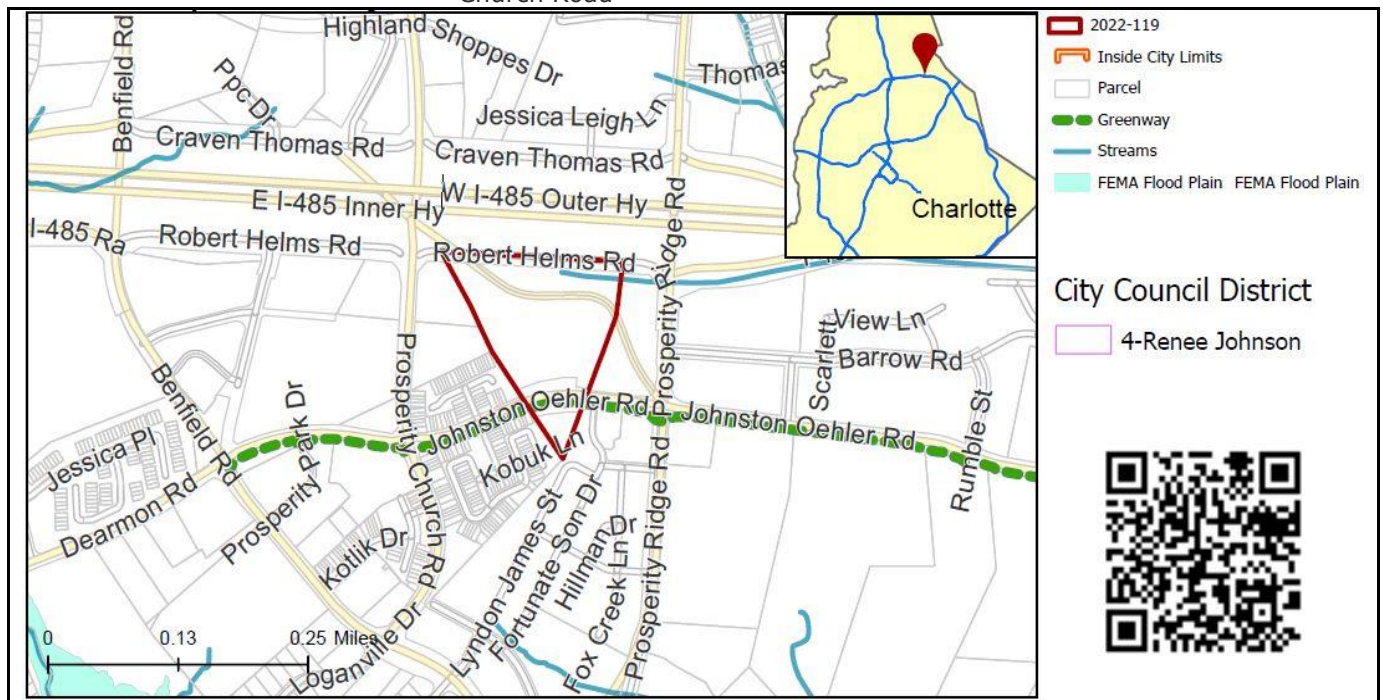 Church Road
Benfield Rd
Highland Shoppes Dr
Ppc Dr
Thomas
Jessica Leigh Ln
Craven Thomas Rd
Craven Thomas Rd
E I-485 Inner Hy
W I-485 Outer Hy
I-485 Ra
Robert Helms Rd
Robert Helms Rd
Prosperity Ridge Rd
View Ln
Barrow Rd
Scarlett
Prosperity Church Rd
Benfield Rd
Prosperity Park Dr
Johnston Oehler Rd
Johnston Oehler Rd
Jessica Pl
Kobuk Ln
Rumble St
Dearmon Rd
Kotlik Dr
Lyndon James St
Fortunate Son Dr
Hillman Dr
Fox Creek Ln
Prosperity Ridge Rd
Loganville Dr
0 0.13 0.25 Miles
Charlotte
2022-119
Inside City Limits
Parcel
Greenway
Streams
FEMA Flood Plain FEMA Flood Plain
City Council District
4-Renee Johnson